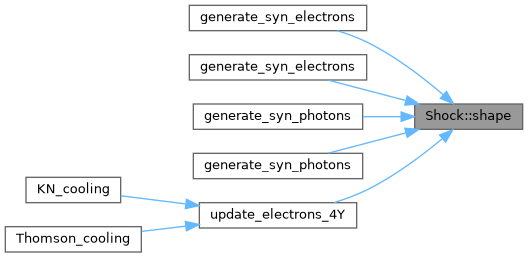 generate_syn_electrons
generate_syn_electrons
generate_syn_photons
generate_syn_photons
Shock::shape
update_electrons_4Y
KN_cooling
Thomson_cooling